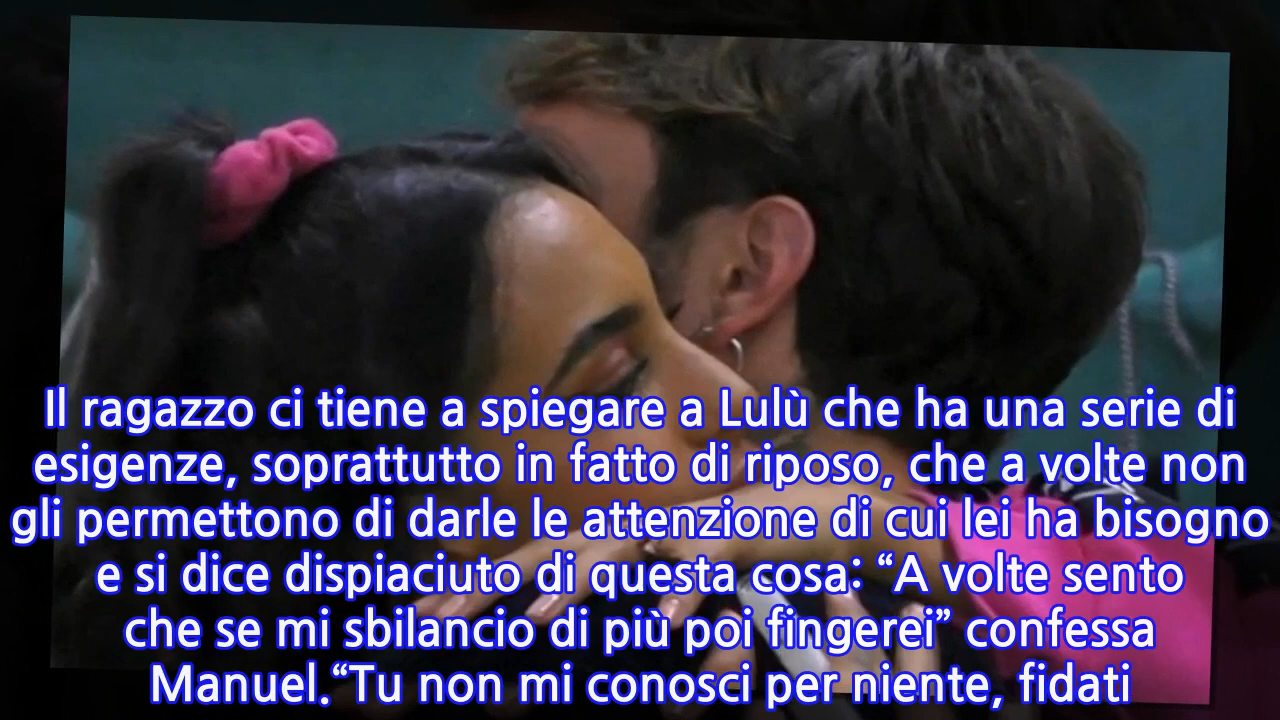 Il ragazzo ci tiene a spiegare a Lulù che ha una serie di
esigenze, soprattutto in fatto di riposo, che a volte non
gli permettono di darle le attenzione di cui lei ha bisogno
e si dice dispiaciuto di questa cosa: “A volte sento
che se mi sbilancio di più poi fingerei” confessa
Manuel.“Tu non mi conosci per niente, fidati